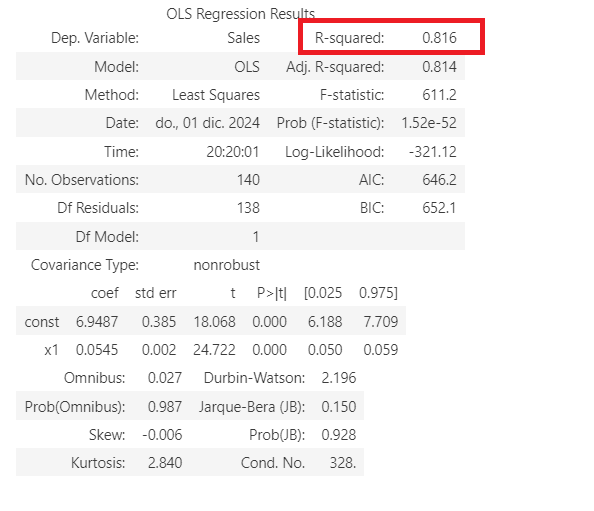 OLS Regression Results
Dep. Variable: Sales R-squared: 0.816
Model: OLS Adj. R-squared: 0.814
Method: Least Squares F-statistic: 611.2
Date: do., 01 dic. 2024 Prob (F-statistic): 1.52e-52
Time: 20:20:01 Log-Likelihood: -321.12
No. Observations: 140 AIC: 646.2
Df Residuals: 138 BIC: 652.1
Df Model: 1
Covariance Type: nonrobust
coef std err t P>|t| [0.025 0.975]
const 6.9487 0.385 18.068 0.000 6.188 7.709
x1 0.0545 0.002 24.722 0.000 0.050 0.059
Omnibus: 0.027 Durbin-Watson: 2.196
Prob(Omnibus): 0.987 Jarque-Bera (JB): 0.150
Skew: -0.006 Prob(JB): 0.928
Kurtosis: 2.840 Cond. No. 328.